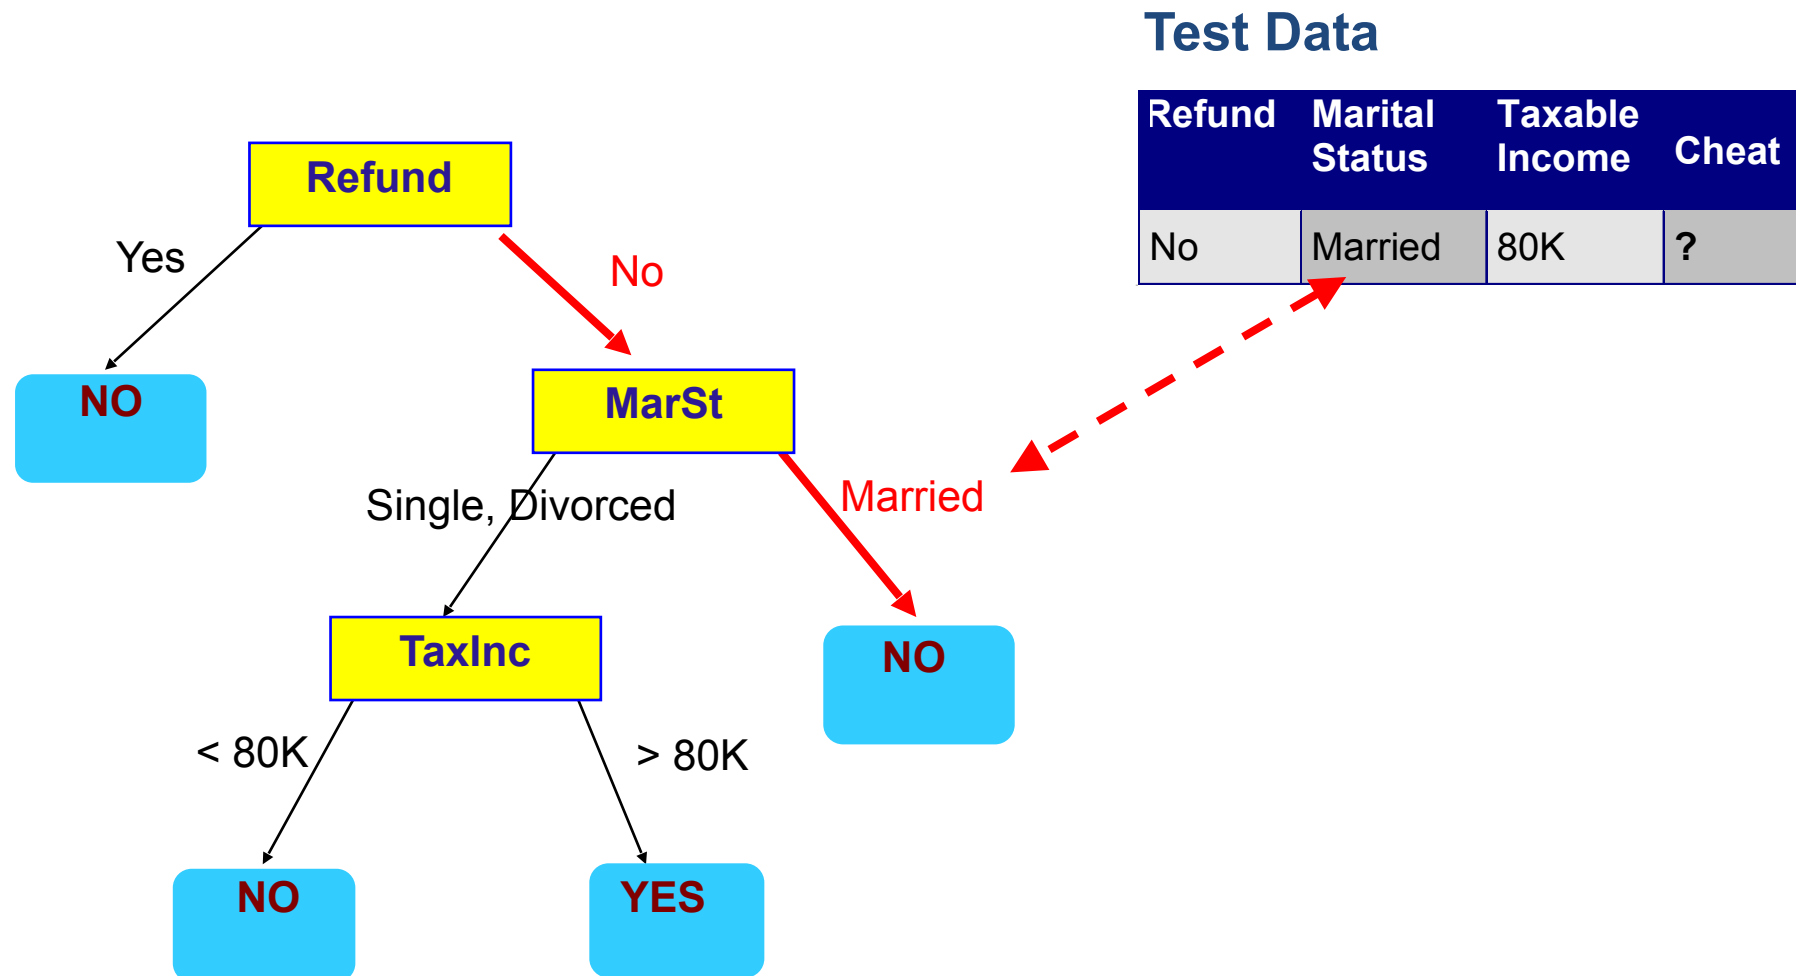 Test Data
Refund Marital Status Taxable Income Cheat
No Married 80K ?
Refund
Yes
No
NO
MarSt
Single, Divorced
Married
TaxInc
NO
< 80K
> 80K
NO
YES